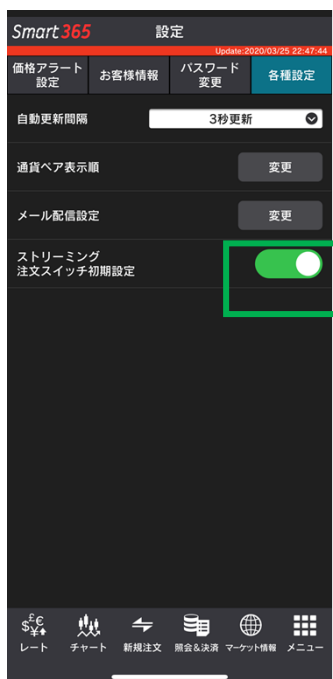 Smart 365 設定
Update:2020/03/25 22:47:44
価格アラート
設定
お客様情報
パスワード
変更
各種設定
自動更新間隔 3秒更新
通貨ペア表示順 変更
メール配信設定 変更
ストリーミング
注文スイッチ初期設定
$£€¥
レート チャート 新規注文 照会&決済 マーケット情報 メニュー